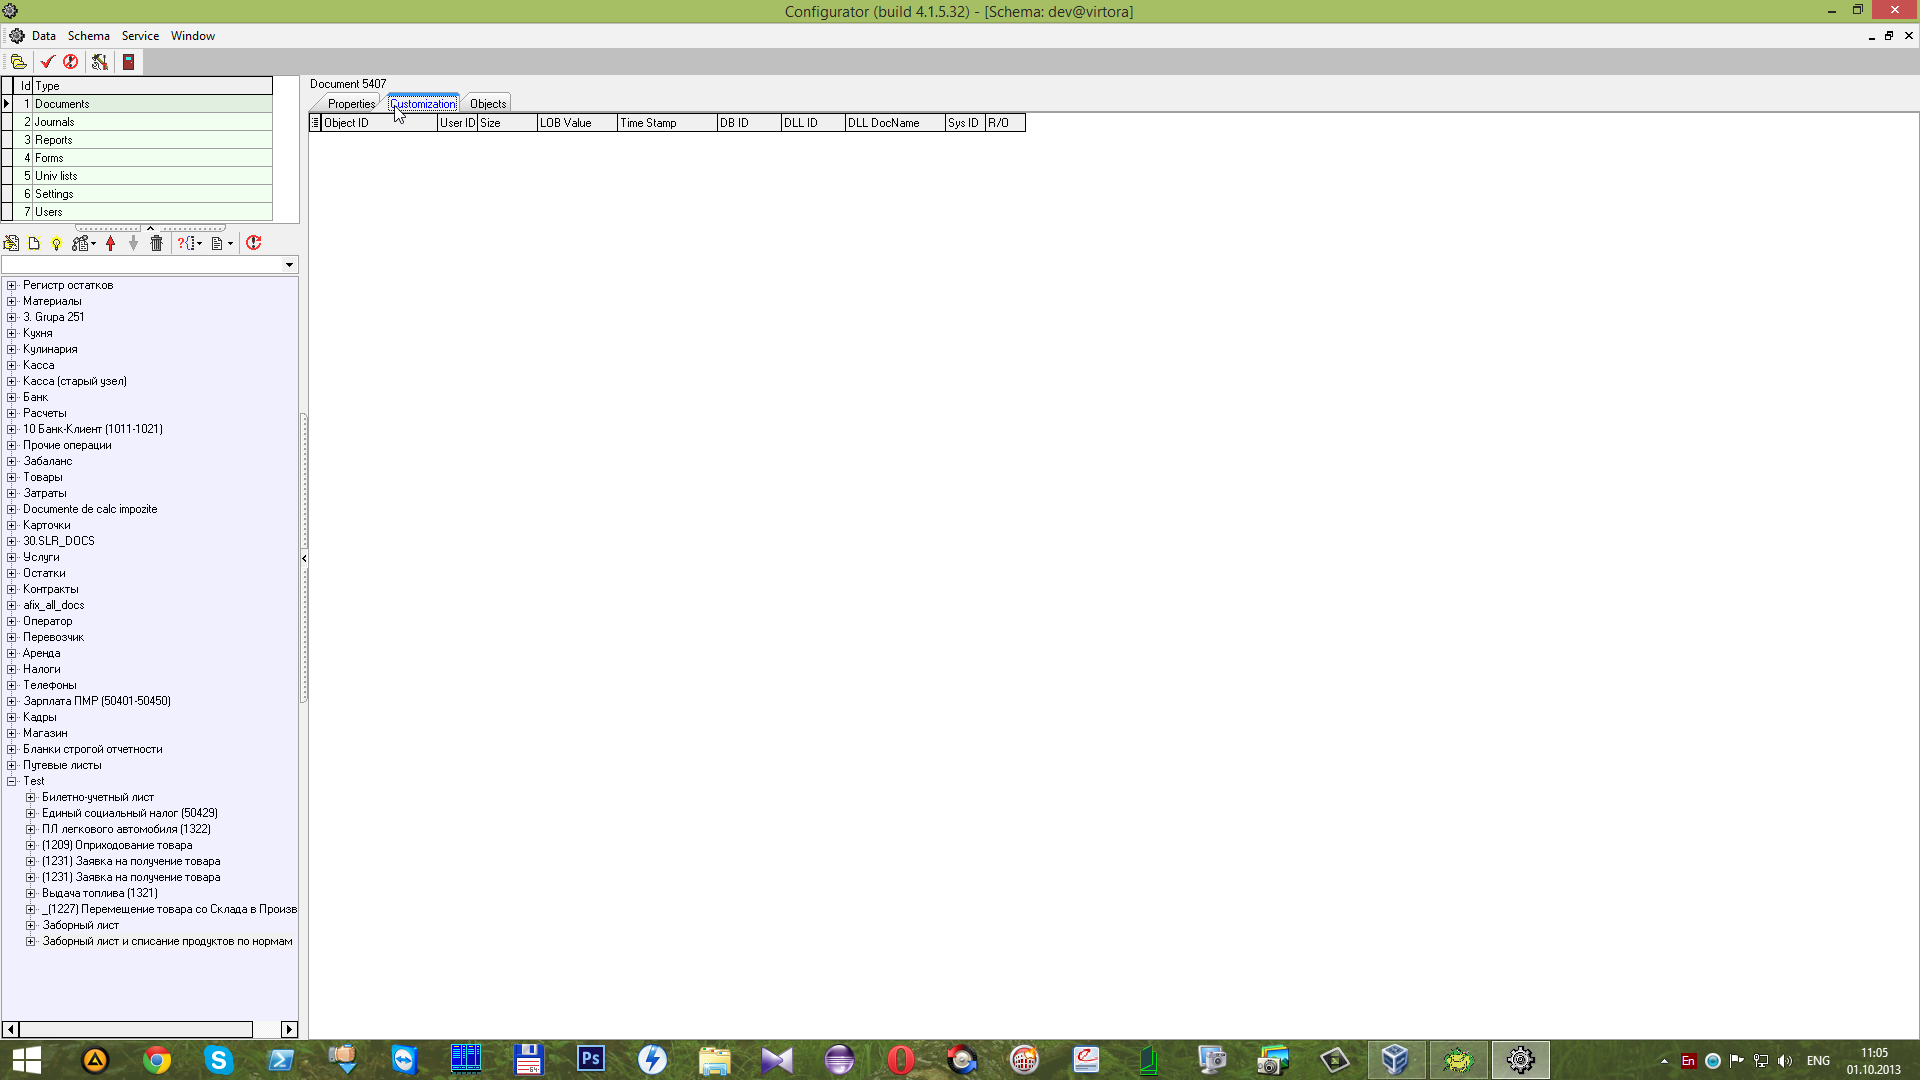 Configurator (build 4.1.5.32) - [Schema: dev@virtora]
Data Schema Service Window
Id Type
1 Documents
2 Journals
3 Reports
4 Forms
5 Univ lists
6 Settings
7 Users
Регистр остатков
Материалы
3. Grupa 251
Кухня
Кулинария
Касса
Касса (старый узел)
Банк
Расчеты
10 Банк-Клиент (1011-1021)
Прочие операции
Забаланс
Товары
Затраты
Documente de calc impozite
Карточки
30.SLR_DOCS
Услуги
Остатки
Контракты
afix_all_docs
Оператор
Перевозчик
Аренда
Налоги
Телефоны
Зарплата ПМР (50401-50450)
Кадры
Магазин
Бланки строгой отчетности
Путевые листы
Test
Билетно-учетный лист
Единый социальный налог (50429)
ПЛ легкового автомобиля (1322)
(1209) Оприходование товара
(1231) Заявка на получение товара
(1231) Заявка на получение товара
Выдача топлива (1321)
_(1227) Перемещение товара со Склада в Произв
Заборный лист
Заборный лист и списание продуктов по нормам
Document 5407
Properties Customization Objects
Object ID User ID Size LOB Value Time Stamp DB ID DLL ID DLL DocName Sys ID R/O
Ps
64
En
ENG
11:05
01.10.2013